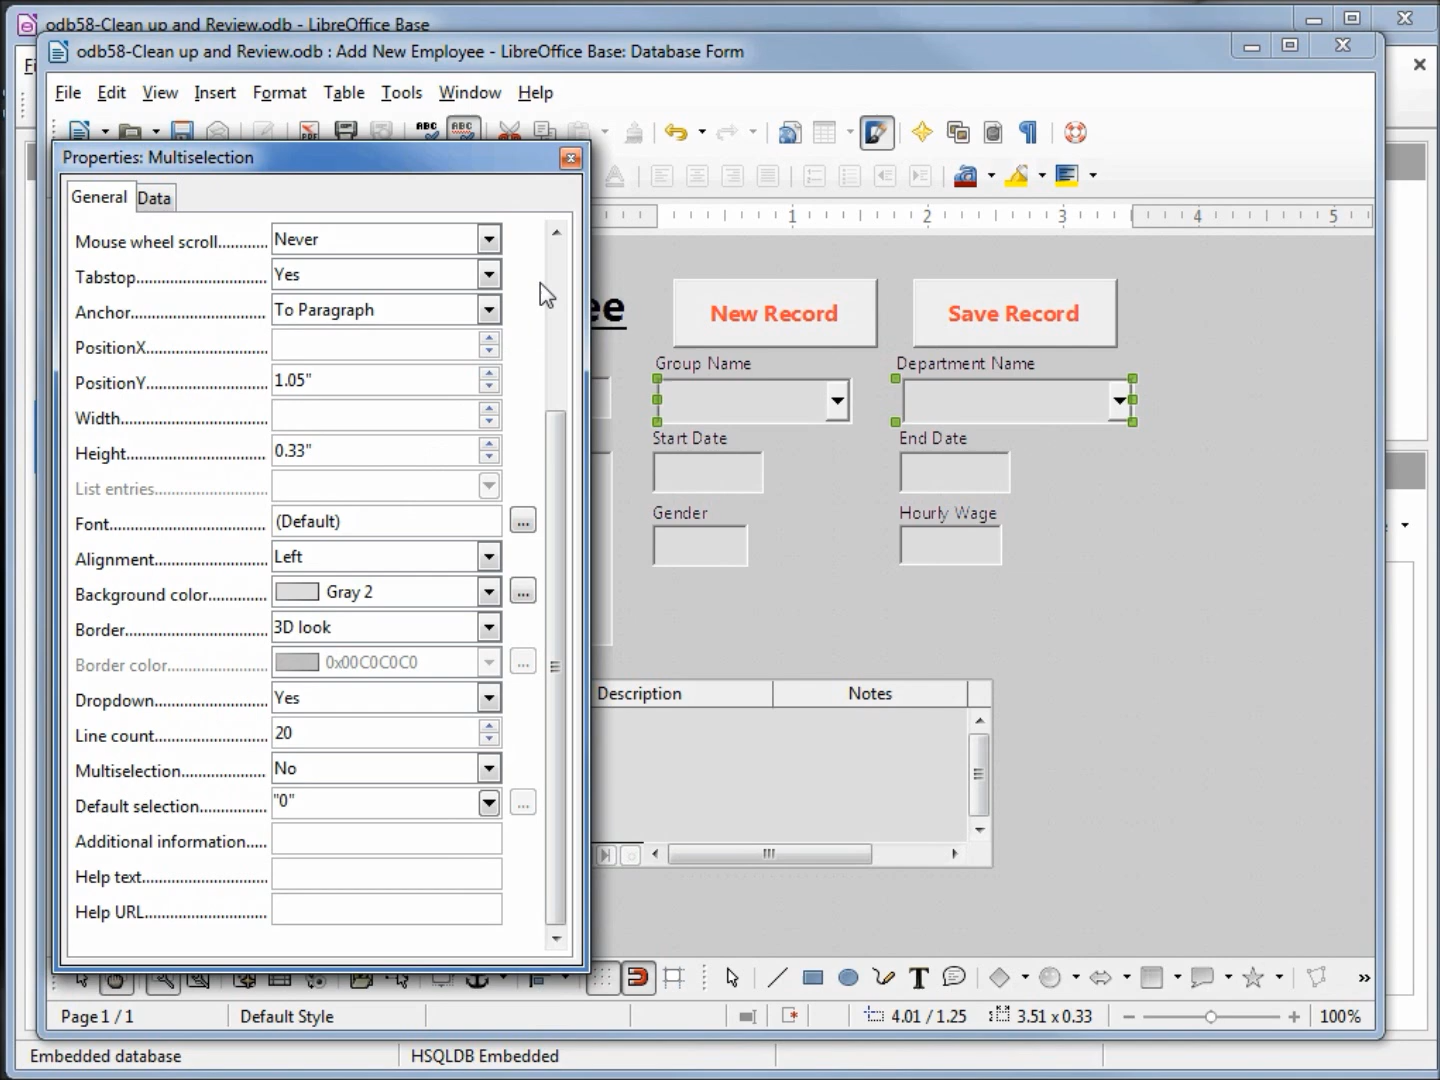 odb58-Clean up and Review.odb - LibreOffice Base
odb58-Clean up and Review.odb : Add New Employee - LibreOffice Base: Database Form
File Edit View Insert Format Table Tools Window Help
Properties: Multiselection
General Data
1 2 3 4 5
Mouse wheel scroll............ Never
Tabstop............ Yes
Anchor............ To Paragraph
PositionX............
PositionY............ 1.05"
Width............
Height............ 0.33"
List entries............
Font............ (Default)
Alignment............ Left
Background color............ Gray 2
Border............ 3D look
Border color............ 0x00C0C0C0
Dropdown............ Yes
Line count............ 20
Multiselection............ No
Default selection............ "0"
Additional information.....
Help text............
Help URL............
ee
New Record Save Record
Group Name Department Name
Start Date End Date
Gender Hourly Wage
Description Notes
Page 1 / 1 Default Style 4.01 / 1.25 3.51 x 0.33 100%
Embedded database HSQLDB Embedded